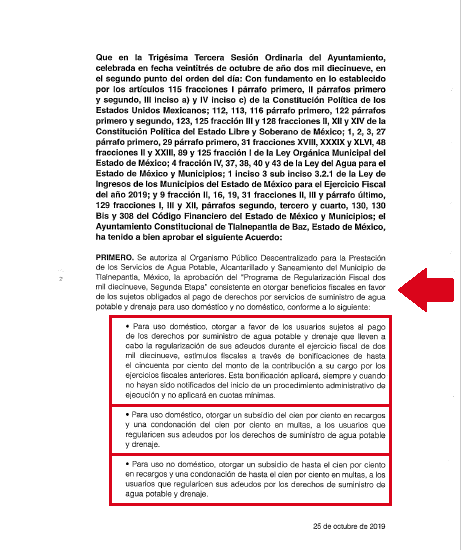 Que en la Trigésima Tercera Sesión Ordinaria del Ayuntamiento,
celebrada en fecha veintitrés de octubre de año dos mil diecinueve, en
el segundo punto del orden del día: Con fundamento en lo establecido
por los artículos 115 fracciones I párrafo primero, II párrafos primero
y segundo, III inciso a) y IV inciso c) de la Constitución Política de los
Estados Unidos Mexicanos; 112, 113, 116 párrafo primero, 122 párrafos
primero y segundo, 123, 125 fracción III y 128 fracciones II, XII y XIV de la
Constitución Política del Estado Libre y Soberano de México; 1, 2, 3, 27
párrafo primero, 29 párrafo primero, 31 fracciones XVIII, XXXIX y XLVI, 48
fracciones II y XXIII, 89 y 125 fracción I de la Ley Orgánica Municipal del
Estado de México; 4 fracción IV, 37, 38, 40 y 43 de la Ley del Agua para el
Estado de México y Municipios; 1 inciso 3 sub inciso 3.2.1 de la Ley de
Ingresos de los Municipios del Estado de México para el Ejercicio Fiscal
del año 2019; y 9 fracción II, 16, 19, 31 fracciones II, III y párrafo último,
129 fracciones I, III y XII, párrafos segundo, tercero y cuarto, 130, 130
Bis y 308 del Código Financiero del Estado de México y Municipios; el
Ayuntamiento Constitucional de Tlalnepantla de Baz, Estado de México,
ha tenido a bien aprobar el siguiente Acuerdo:
PRIMERO. Se autoriza al Organismo Público Descentralizado para la Prestación
de los Servicios de Agua Potable, Alcantarillado y Saneamiento del Municipio de
Tlalnepantla, México, la aprobación del "Programa de Regularización Fiscal dos
mil diecinueve, Segunda Etapa" consistente en otorgar beneficios fiscales en favor
de los sujetos obligados al pago de derechos por servicios de suministro de agua
potable y drenaje para uso doméstico y no doméstico, conforme a lo siguiente:
2
• Para uso doméstico, otorgar a favor de los usuarios sujetos al pago
de los derechos por suministro de agua potable y drenaje que lleven a
cabo la regularización de sus adeudos durante el ejercicio fiscal de dos
mil diecinueve, estímulos fiscales a través de bonificaciones de hasta
el cincuenta por ciento del monto de la contribución a su cargo por los
ejercicios fiscales anteriores. Esta bonificación aplicará, siempre y cuando
no hayan sido notificados del inicio de un procedimiento administrativo de
ejecución y no aplicará en cuotas mínimas.
• Para uso doméstico, otorgar un subsidio del cien por ciento en recargos
y una condonación del cien por ciento en multas, a los usuarios que
regularicen sus adeudos por los derechos de suministro de agua potable
y drenaje.
• Para uso no doméstico, otorgar un subsidio de hasta el cien por ciento
en recargos y una condonación de hasta el cien por ciento en multas, a los
usuarios que regularicen sus adeudos por los derechos de suministro de
agua potable y drenaje.
25 de octubre de 2019